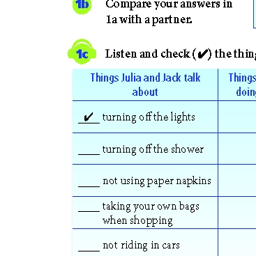 1b Compare your answers in
1a with a partner.
1c Listen and check (✔) the
Things Julia and Jack talk
about
Things
✔ turning off the lights
____ turning off the shower
____ not using paper napkins
____ taking your own bags
when shopping
____ not riding in cars